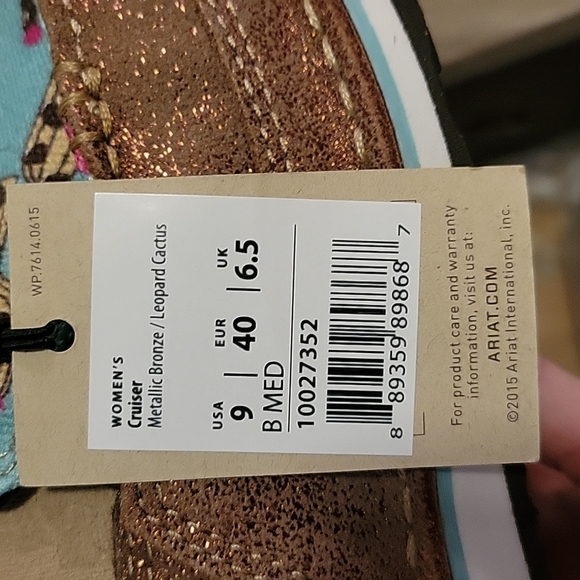 WP.7614.0615
WOMEN'S
Cruiser
Metallic Bronze / Leopard Cactus
USA EUR UK
9 | 40 | 6.5
B MED
10027352
8 89359 89868 7
For product care and warranty
information, visit us at:
ARIAT.COM
©2015 Ariat International, inc.